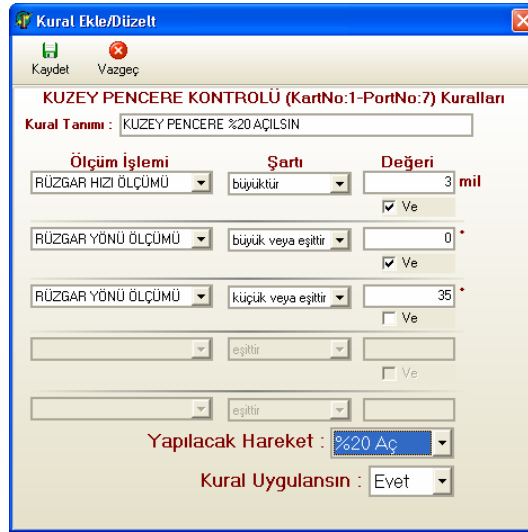 Kural Ekle/Düzelt
Kaydet Vazgeç
KUZEY PENCERE KONTROLÜ (KartNo:1-PortNo:7) Kuralları
Kural Tanımı : KUZEY PENCERE %20 AÇILSIN
Ölçüm İşlemi Şartı Değeri
RÜZGAR HIZI ÖLÇÜMÜ büyüktür 3 mil
Ve
RÜZGAR YÖNÜ ÖLÇÜMÜ büyük veya eşittir 0 °
Ve
RÜZGAR YÖNÜ ÖLÇÜMÜ küçük veya eşittir 35 °
Ve
eşittir
Ve
eşittir
Yapılacak Hareket : %20 Aç
Kural Uygulansın : Evet